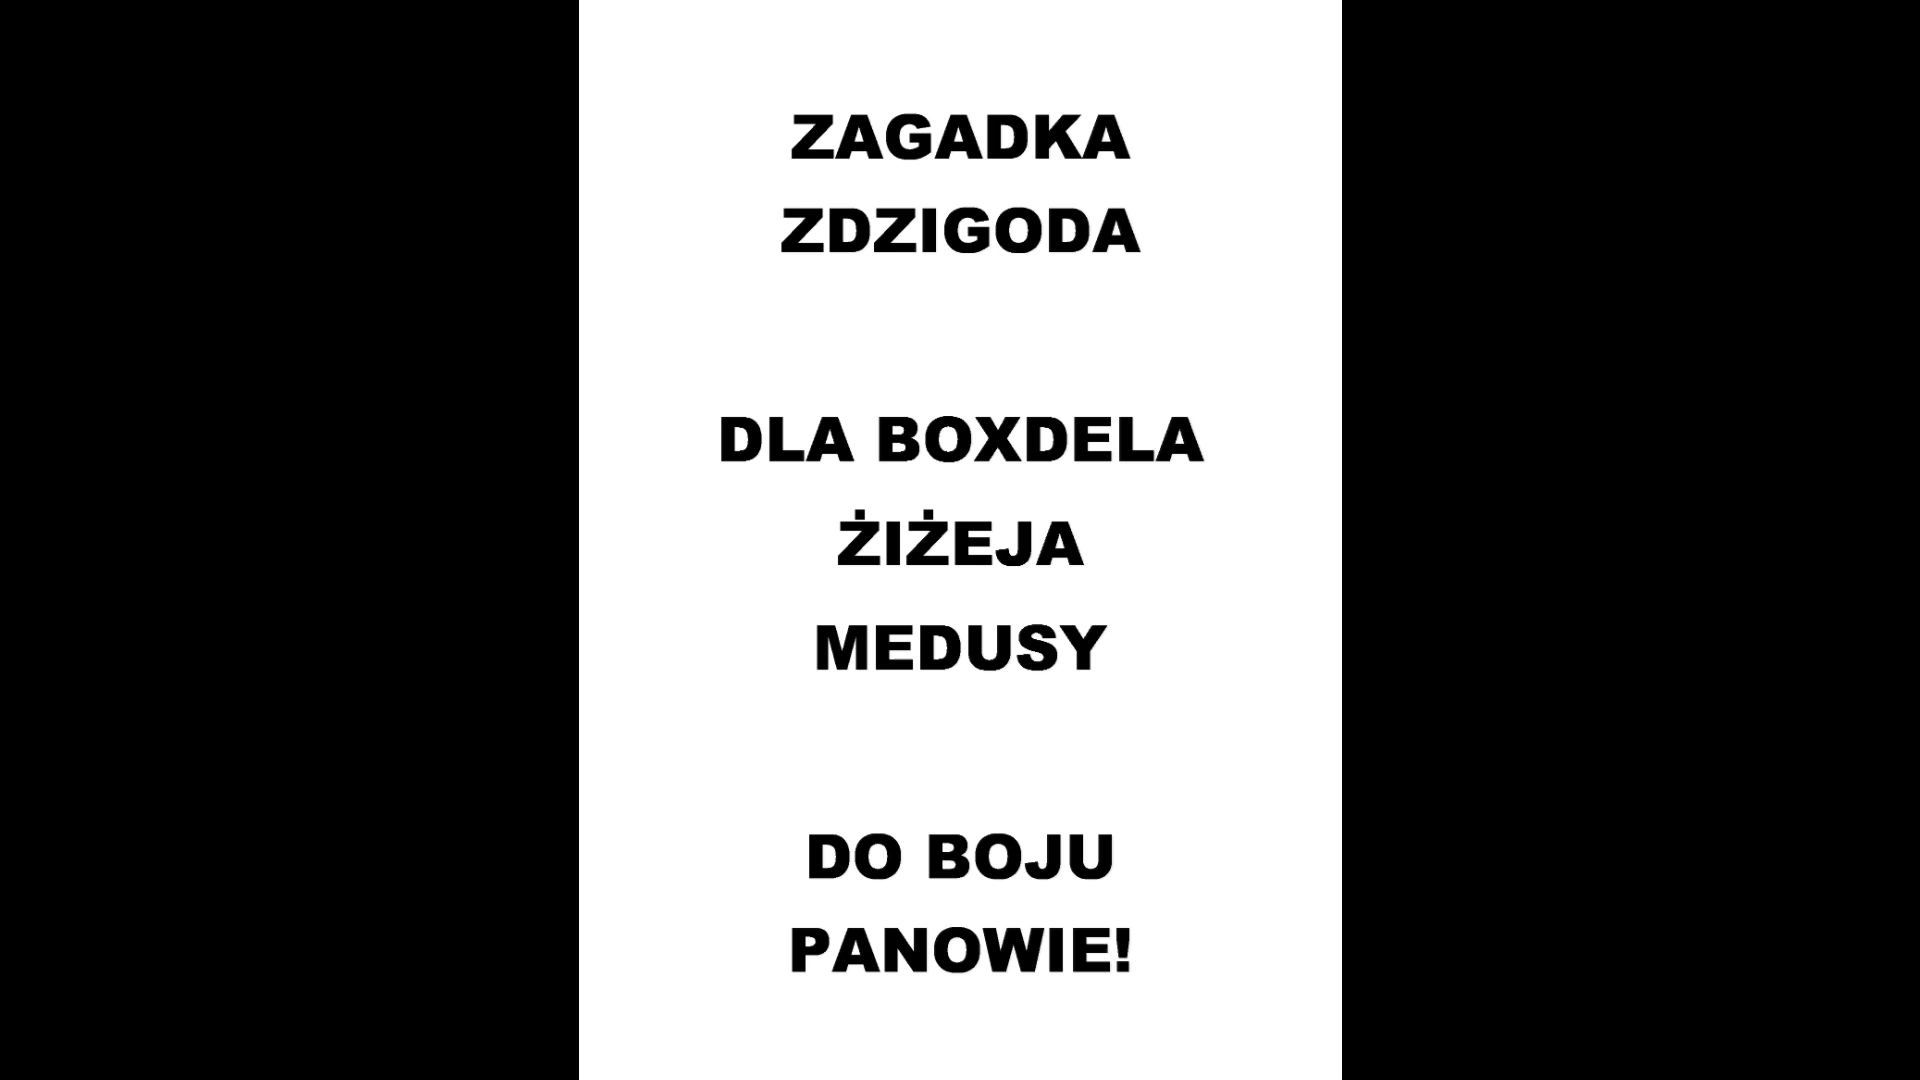 ZAGADKA
ZDZIGODA
DLA BOXDELA
ŻIŻEJA
MEDUSY
DO BOJU
PANOWIE!